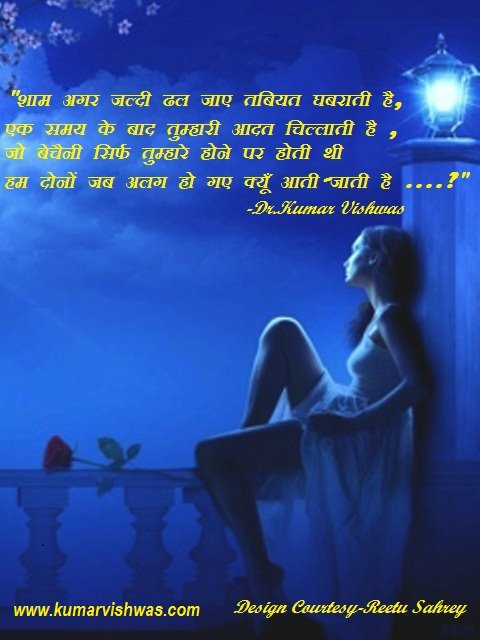 "शाम अगर जल्दी ढल जाए तबियत घबराती है,
एक समय के बाद तुम्हारी आदत चिल्लाती है ,
जो बेचैनी सिर्फ तुम्हारे होने पर होती थी
हम दोनों जब अलग हो गए क्यूँ आती-जाती है ....?"
-Dr.Kumar Vishwas
www.kumarvishwas.com
Design Courtesy-Reetu Sahrey